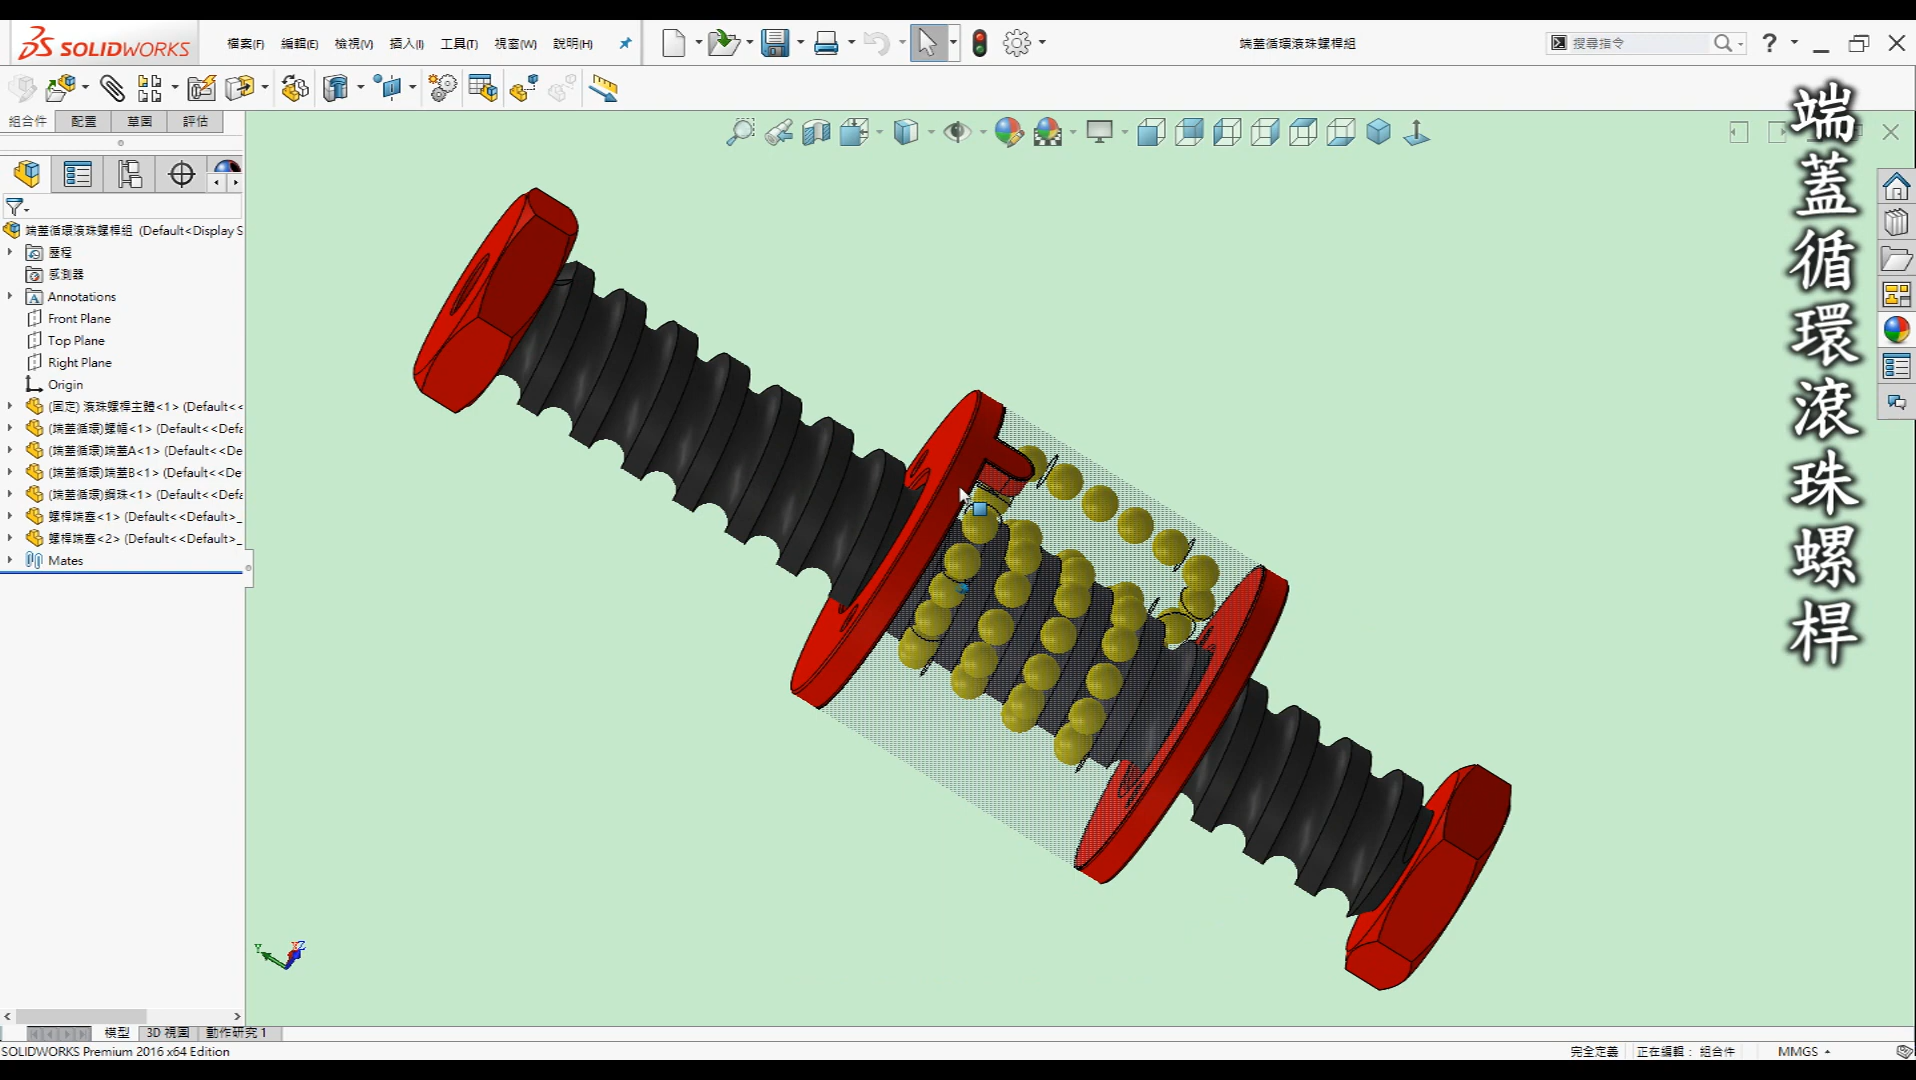 SOLIDWORKS
檔案(F) 編輯(E) 檢視(V) 插入(I) 工具(T) 視窗(W) 說明(H)
端蓋循環滾珠螺桿組
搜尋指令
組合件 配置 草圖 評估
端蓋循環滾珠螺桿組 (Default<Display S
歷程
感測器
Annotations
Front Plane
Top Plane
Right Plane
Origin
(固定) 滾珠螺桿主體<1> (Default<<
(端蓋循環)螺帽<1> (Default<<Defa
(端蓋循環)端蓋A<1> (Default<<De
(端蓋循環)端蓋B<1> (Default<<De
(端蓋循環)鋼珠<1> (Default<<Def
螺桿端塞<1> (Default<<Default>_
螺桿端塞<2> (Default<<Default>_
Mates
端蓋循環滾珠螺桿
模型 3D 視圖 動作研究 1
SOLIDWORKS Premium 2016 x64 Edition
完全定義 正在編輯： 組合件 MMGS